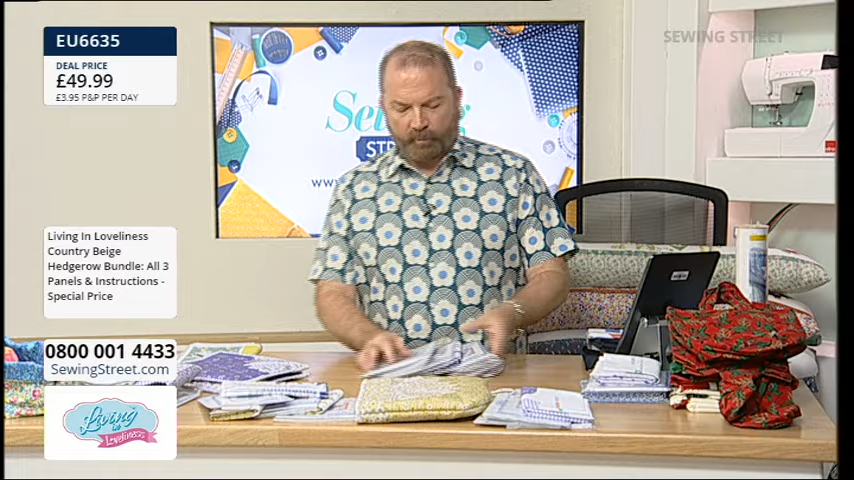 EU6635
DEAL PRICE
£49.99
£3.95 P&P PER DAY
SEWING STREET
Living In Loveliness
Country Beige
Hedgerow Bundle: All 3
Panels & Instructions -
Special Price
0800 001 4433
SewingStreet.com
Living
in
Loveliness